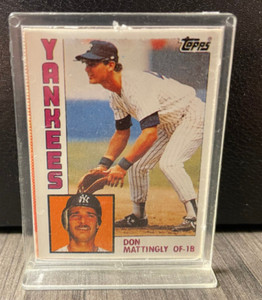 Topps
YANKEES
DON
MATTINGLY OF-1B